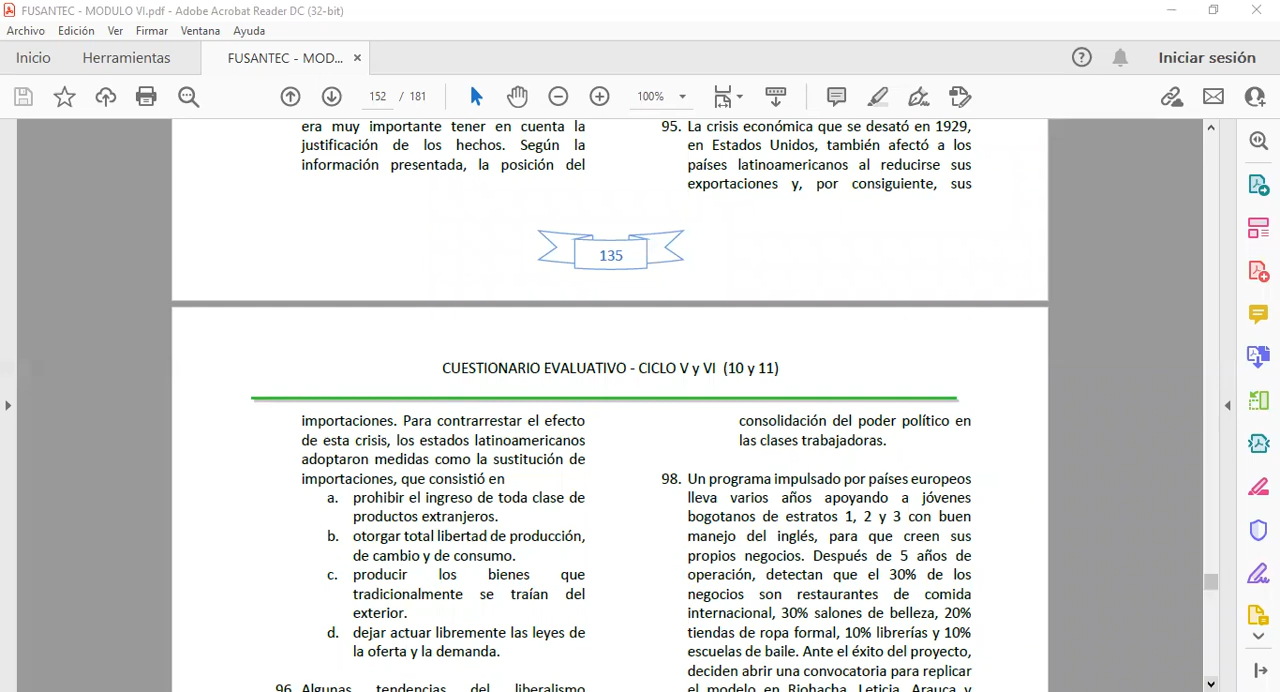 FUSANTEC - MODULO VI.pdf - Adobe Acrobat Reader DC (32-bit)
Archivo Edición Ver Firmar Ventana Ayuda
Inicio Herramientas FUSANTEC - MOD... × Iniciar sesión
152 / 181 100%
era muy importante tener en cuenta la
justificación de los hechos. Según la
información presentada, la posición del
95. La crisis económica que se desató en 1929,
en Estados Unidos, también afectó a los
países latinoamericanos al reducirse sus
exportaciones y, por consiguiente, sus
135
CUESTIONARIO EVALUATIVO - CICLO V y VI (10 y 11)
importaciones. Para contrarrestar el efecto
de esta crisis, los estados latinoamericanos
adoptaron medidas como la sustitución de
importaciones, que consistió en
a. prohibir el ingreso de toda clase de
productos extranjeros.
b. otorgar total libertad de producción,
de cambio y de consumo.
c. producir los bienes que
tradicionalmente se traían del
exterior.
d. dejar actuar libremente las leyes de
la oferta y la demanda.
96. Algunas tendencias del liberalismo
consolidación del poder político en
las clases trabajadoras.
98. Un programa impulsado por países europeos
lleva varios años apoyando a jóvenes
bogotanos de estratos 1, 2 y 3 con buen
manejo del inglés, para que creen sus
propios negocios. Después de 5 años de
operación, detectan que el 30% de los
negocios son restaurantes de comida
internacional, 30% salones de belleza, 20%
tiendas de ropa formal, 10% librerías y 10%
escuelas de baile. Ante el éxito del proyecto,
deciden abrir una convocatoria para replicar
el modelo en Riohacha, Leticia, Arauca y